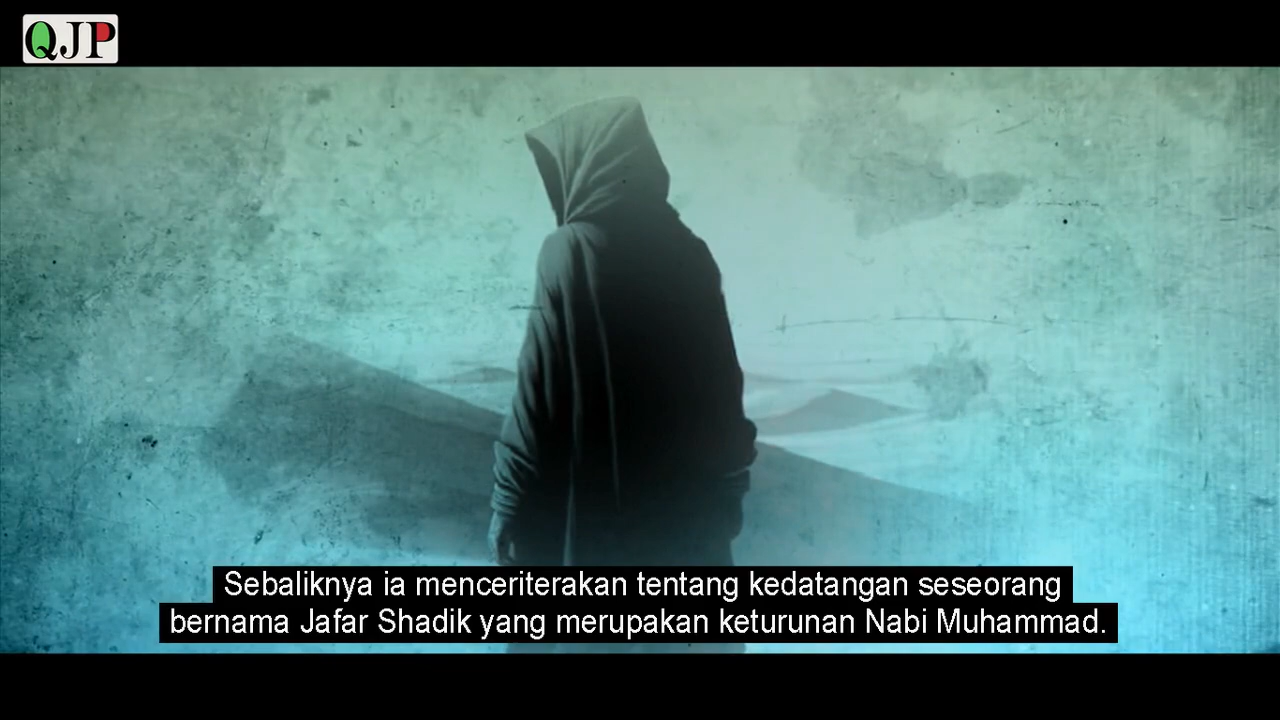 QJP
Sebaliknya ia menceriterakan tentang kedatangan seseorang
bernama Jafar Shadik yang merupakan keturunan Nabi Muhammad.